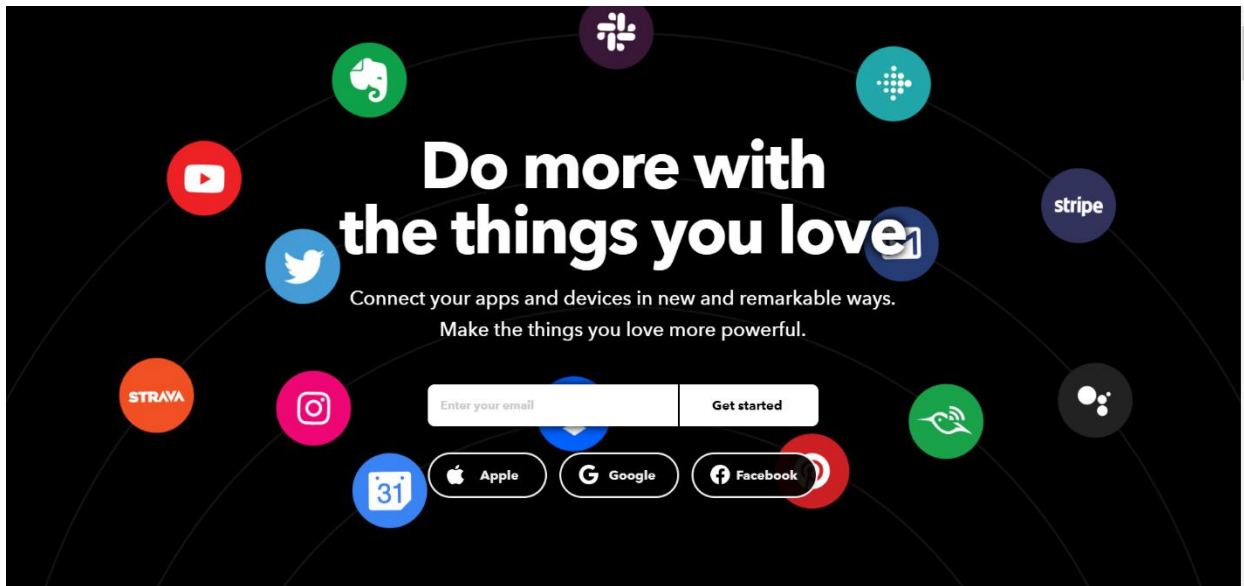 Do more with
the things you love
stripe
Connect your apps and devices in new and remarkable ways.
Make the things you love more powerful.
STRAVA
Enter your email
Get started
31
Apple
Google
Facebook